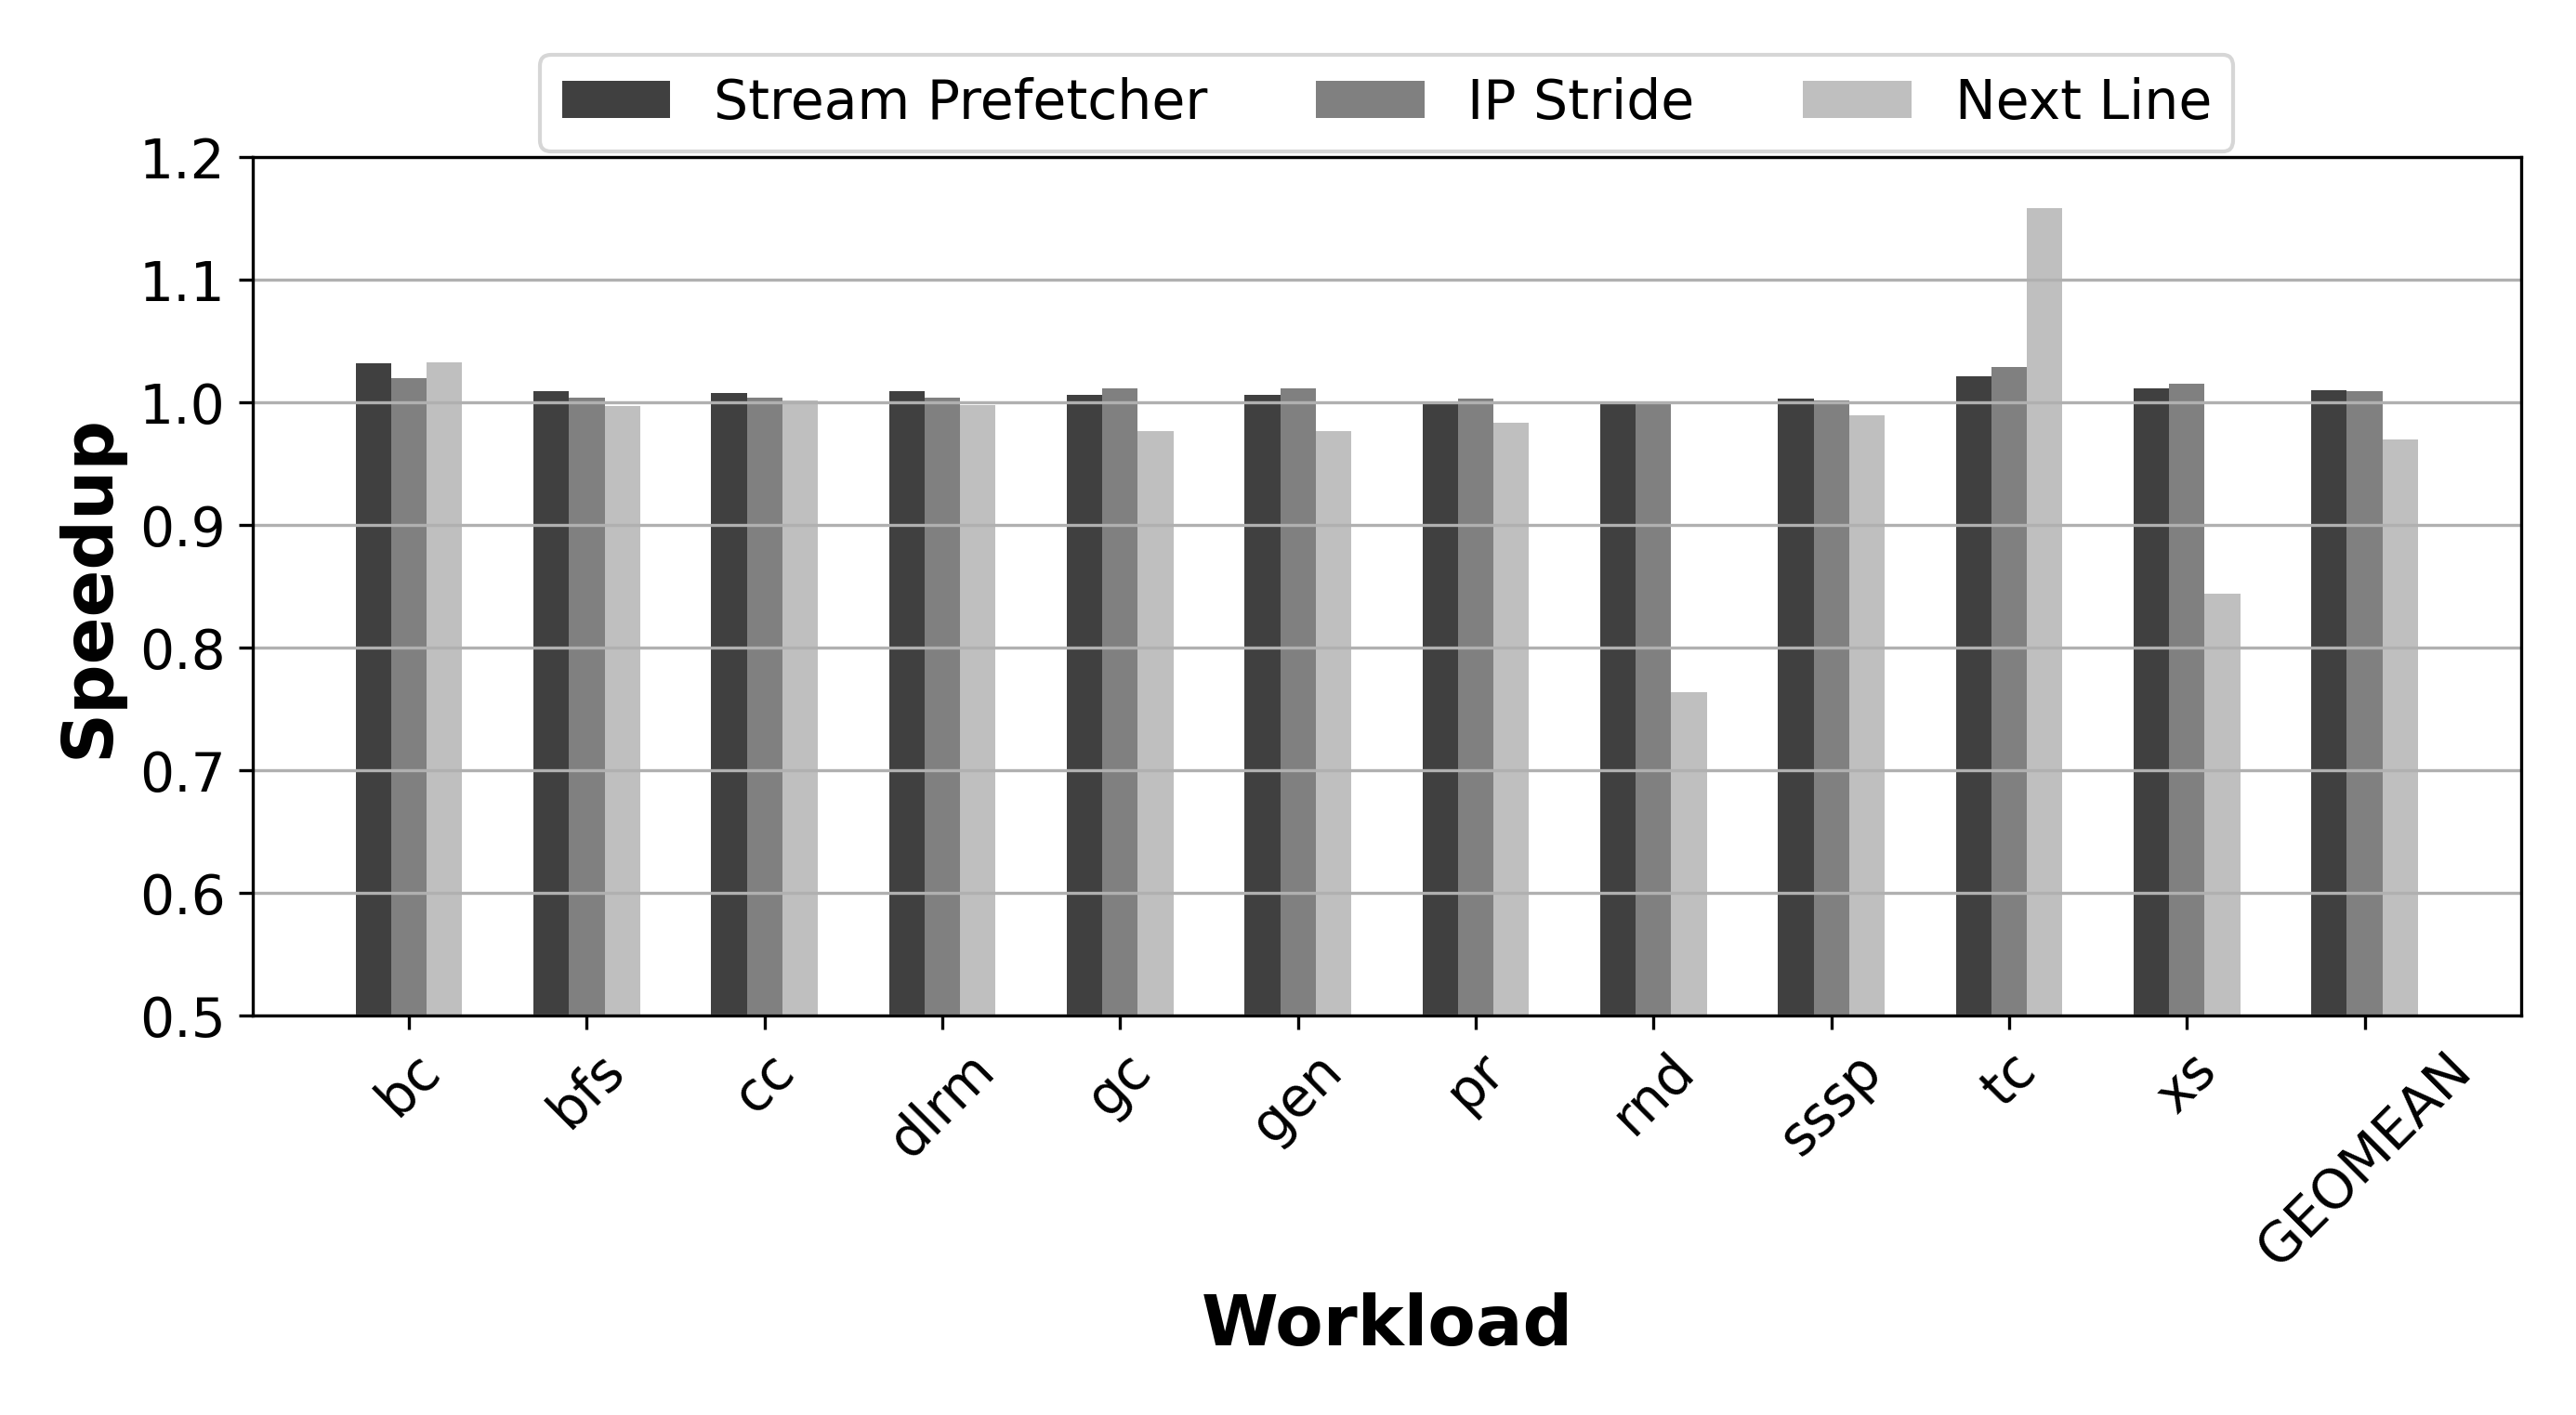 Stream Prefetcher IP Stride Next Line
1.2
1.1
1.0
0.9
0.8
0.7
0.6
0.5
Speedup
bc bfs cc dlrm gc gen pr rnd sssp tc xs GEOMEAN
Workload